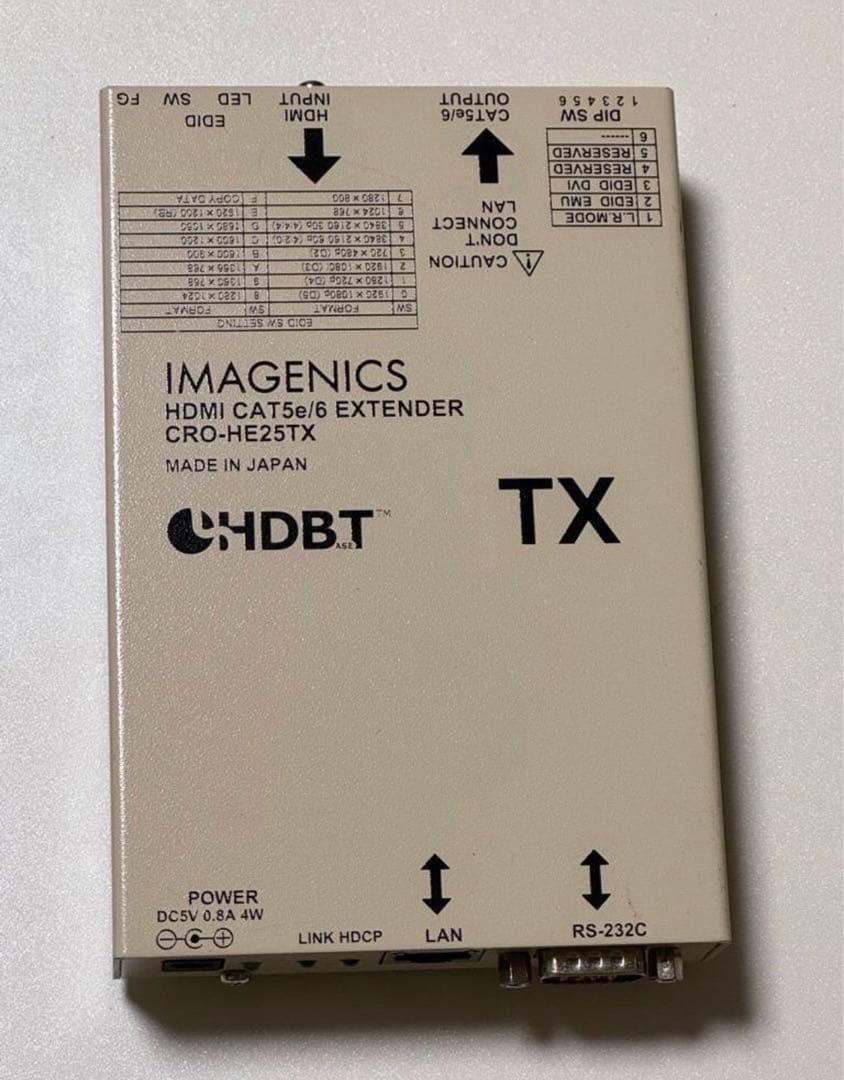 FG
SW
LED
EDID
HDMI
INPUT
CAT5e/6
OUTPUT
1 2 3 4 5 6
DIP SW
1 L.R.MODE
2 EDID EMU
3 EDID DVI
4 RESERVED
5 RESERVED
6 ------
CAUTION
DON'T
CONNECT
LAN
EDID SW SETTING
SW FORMAT SW FORMAT
0 1920 × 1080p (D5) 8 1280 × 1024
1 1280 × 720p (D4) 9 1360 × 768
2 1920 × 1080i (D3) A 1366 × 768
3 720 × 480p (D2) B 1600 × 900
4 3840 × 2160 60p (4:2:0) C 1600 × 1200
5 3840 × 2160 30p (4:4:4) D 1680 × 1050
6 1024 × 768 E 1920 × 1200 (RB)
7 1280 × 800 F COPY DATA
IMAGENICS
HDMI CAT5e/6 EXTENDER
CRO-HE25TX
MADE IN JAPAN
HDBASET™
TX
POWER
DC5V 0.8A 4W
LINK HDCP
LAN
RS-232C